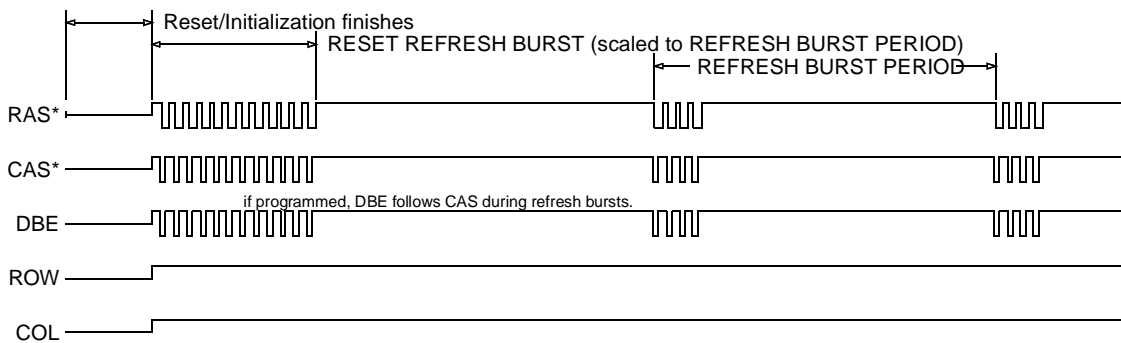 Reset/Initialization finishes
RESET REFRESH BURST (scaled to REFRESH BURST PERIOD)
REFRESH BURST PERIOD
RAS*
CAS*
if programmed, DBE follows CAS during refresh bursts.
DBE
ROW
COL